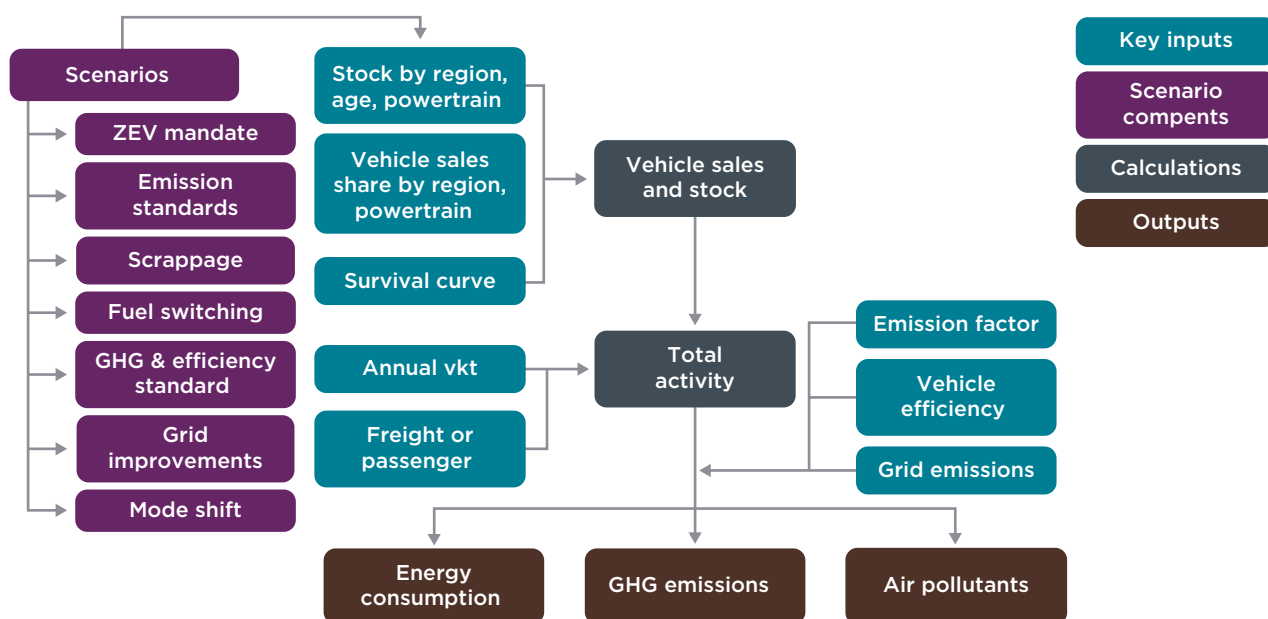 Scenarios
ZEV mandate
Emission
standards
Scrappage
Fuel switching
GHG & efficiency
standard
Grid
improvements
Mode shift
Stock by region,
age, powertrain
Vehicle sales
share by region,
powertrain
Survival curve
Annual vkt
Freight or
passenger
Vehicle sales
and stock
Total
activity
Emission factor
Vehicle
efficiency
Grid emissions
Energy
consumption
GHG emissions
Air pollutants
Key inputs
Scenario
compents
Calculations
Outputs